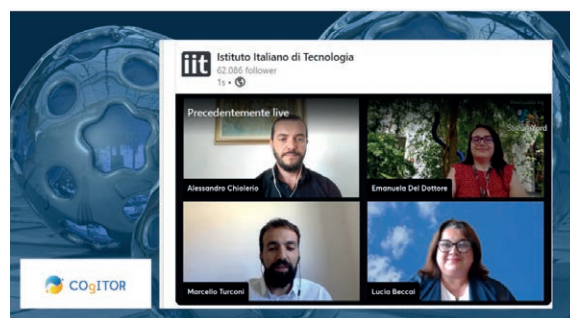 iit
Istituto Italiano di Tecnologia
62.086 follower
1s •
Precedentemente live
Alessandro Chiolerio
Emanuela Del Dottore
Marcello Turconi
Lucia Beccai
COgITOR